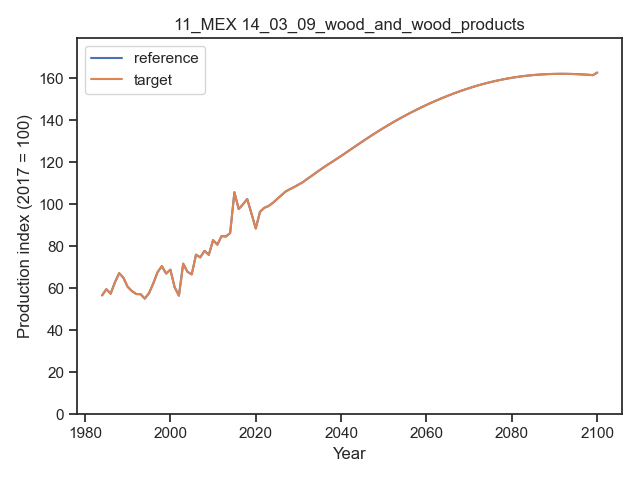 11_MEX 14_03_09_wood_and_wood_products
reference
target
Production index (2017 = 100)
160
140
120
100
80
60
40
20
0
1980 2000 2020 2040 2060 2080 2100
Year